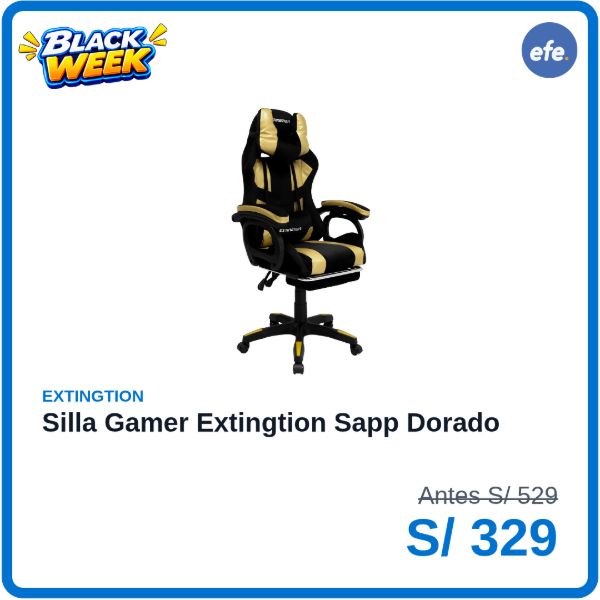 BLACK
WEEK
efe.
EXTINGTION
Silla Gamer Extingtion Sapp Dorado
Antes S/ 529
S/ 329